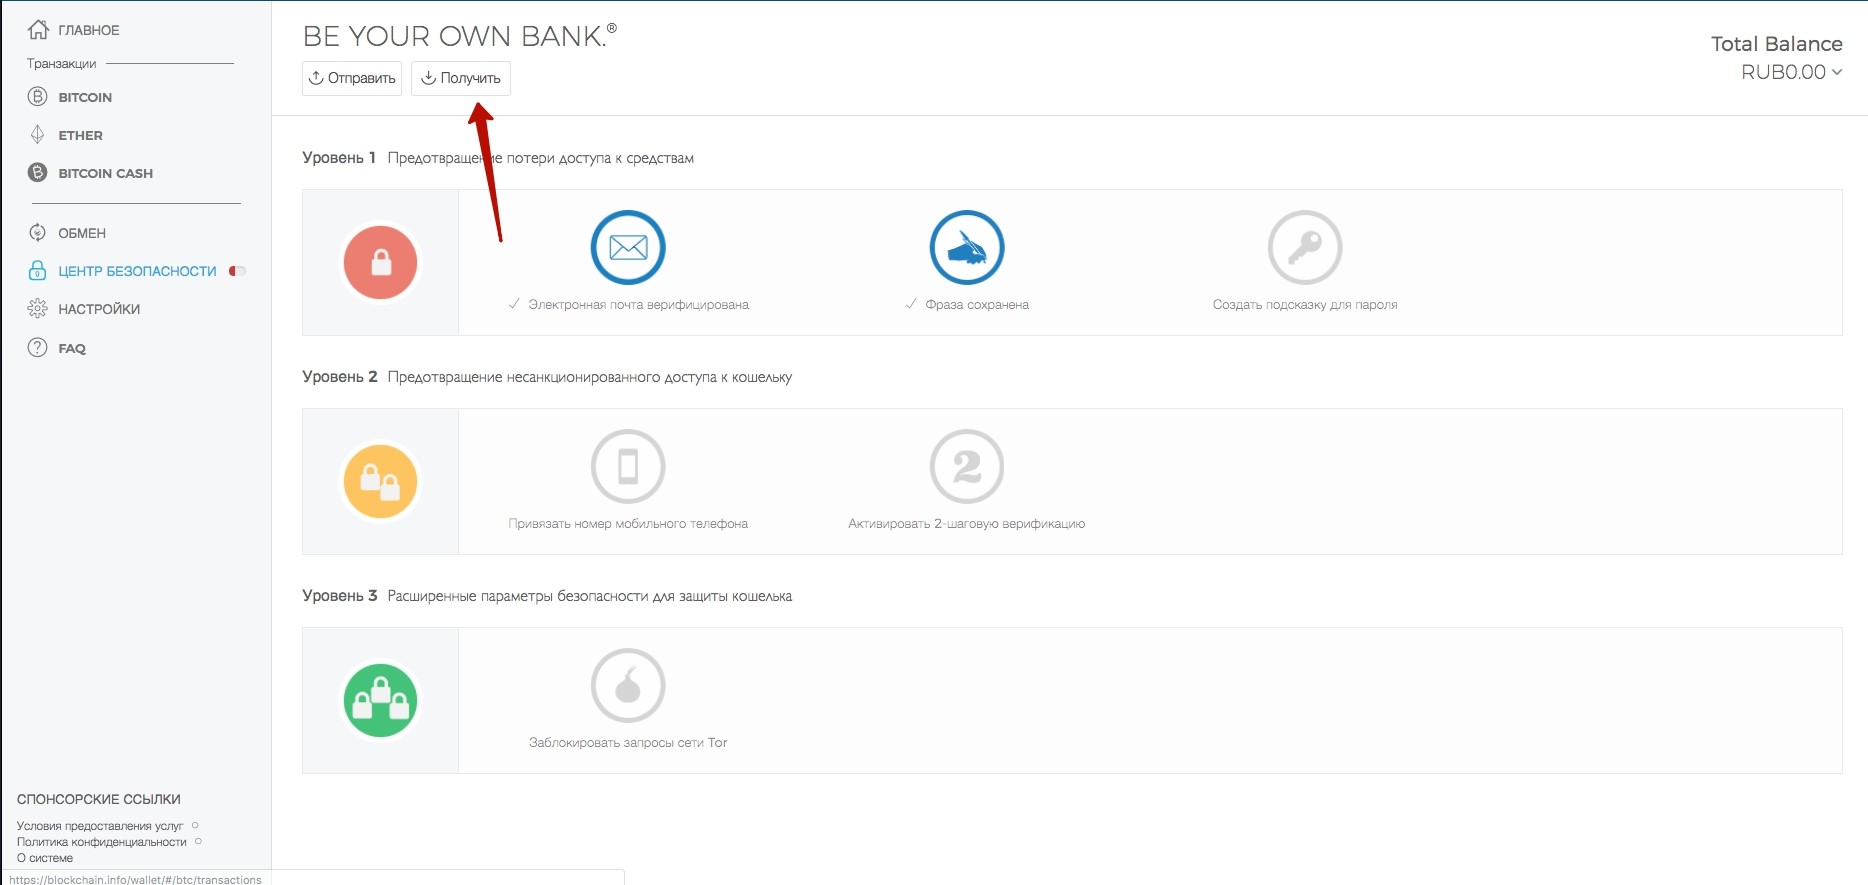 ГЛАВНОЕ
Транзакции
BITCOIN
ETHER
BITCOIN CASH
ОБМЕН
ЦЕНТР БЕЗОПАСНОСТИ
НАСТРОЙКИ
FAQ
СПОНСОРСКИЕ ССЫЛКИ
Условия предоставления услуг
Политика конфиденциальности
О системе
https://blockchain.info/wallet/#/btc/transactions
BE YOUR OWN BANK.®
Отправить Получить
Total Balance
RUB0.00
Уровень 1 Предотвращение потери доступа к средствам
Электронная почта верифицирована Фраза сохранена Создать подсказку для пароля
Уровень 2 Предотвращение несанкционированного доступа к кошельку
2
Привязать номер мобильного телефона Активировать 2-шаговую верификацию
Уровень 3 Расширенные параметры безопасности для защиты кошелька
Заблокировать запросы сети Tor